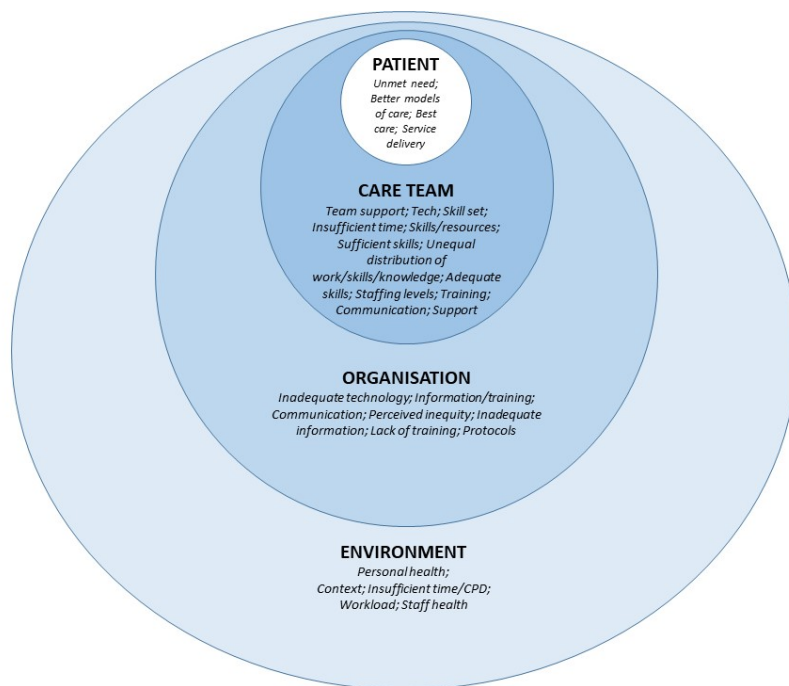 PATIENT
Unmet need;
Better models
of care; Best
care; Service
delivery
CARE TEAM
Team support; Tech; Skill set;
Insufficient time; Skills/resources;
Sufficient skills; Unequal
distribution of
work/skills/knowledge; Adequate
skills; Staffing levels; Training;
Communication; Support
ORGANISATION
Inadequate technology; Information/training;
Communication; Perceived inequity; Inadequate
information; Lack of training; Protocols
ENVIRONMENT
Personal health;
Context; Insufficient time/CPD;
Workload; Staff health